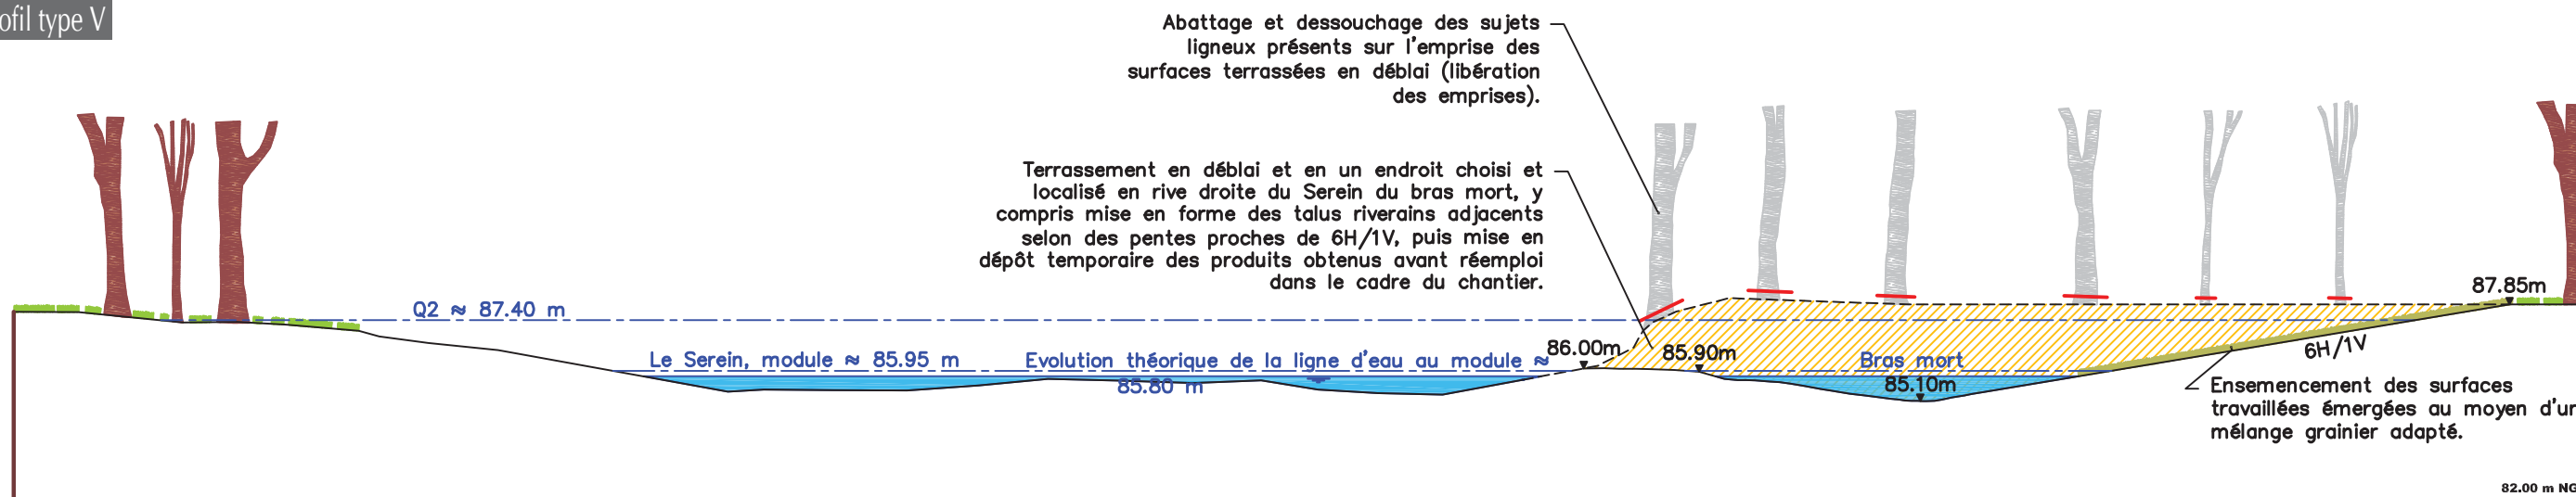 ofil type V
Abattage et dessouchage des sujets
ligneux présents sur l'emprise des
surfaces terrassées en déblai (libération
des emprises).
Terrassement en déblai et en un endroit choisi et
localisé en rive droite du Serein du bras mort, y
compris mise en forme des talus riverains adjacents
selon des pentes proches de 6H/1V, puis mise en
dépôt temporaire des produits obtenus avant réemploi
dans le cadre du chantier.
87.85m
Q2 ≈ 87.40 m
Le Serein, module ≈ 85.95 m
Evolution théorique de la ligne d'eau au module ≈
85.80 m
86.00m
85.90m
Bras mort
85.10m
6H/1V
Ensemencement des surfaces
travaillées émergées au moyen d'un
mélange grainier adapté.
82.00 m NG